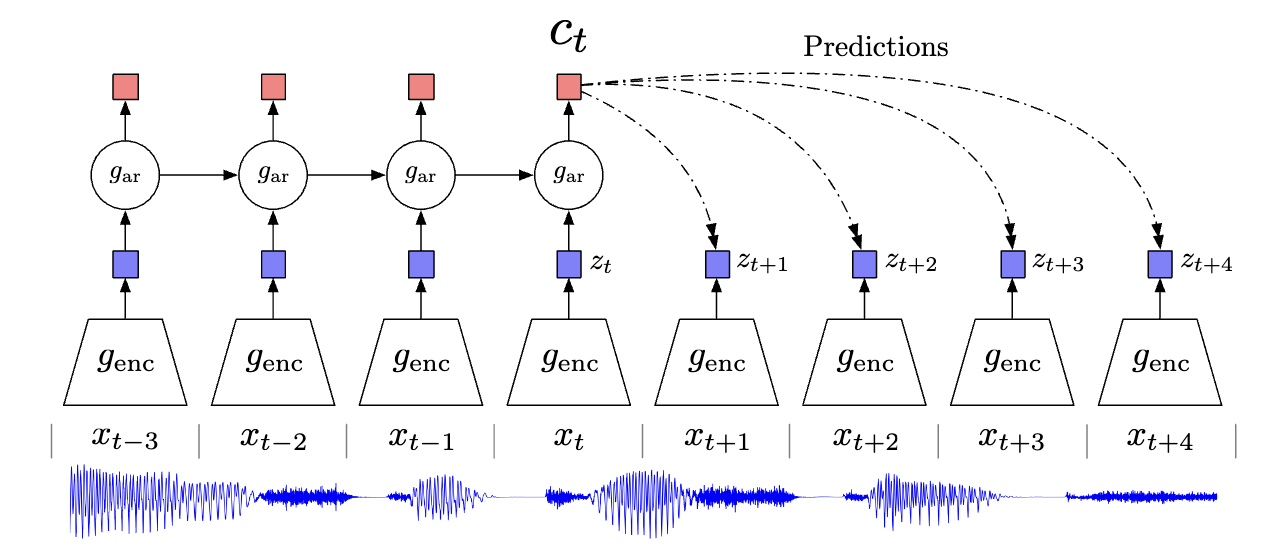 c_t
Predictions
g_ar g_ar g_ar g_ar
z_t z_{t+1} z_{t+2} z_{t+3} z_{t+4}
g_enc g_enc g_enc g_enc g_enc g_enc g_enc g_enc
x_{t−3} x_{t−2} x_{t−1} x_t x_{t+1} x_{t+2} x_{t+3} x_{t+4}